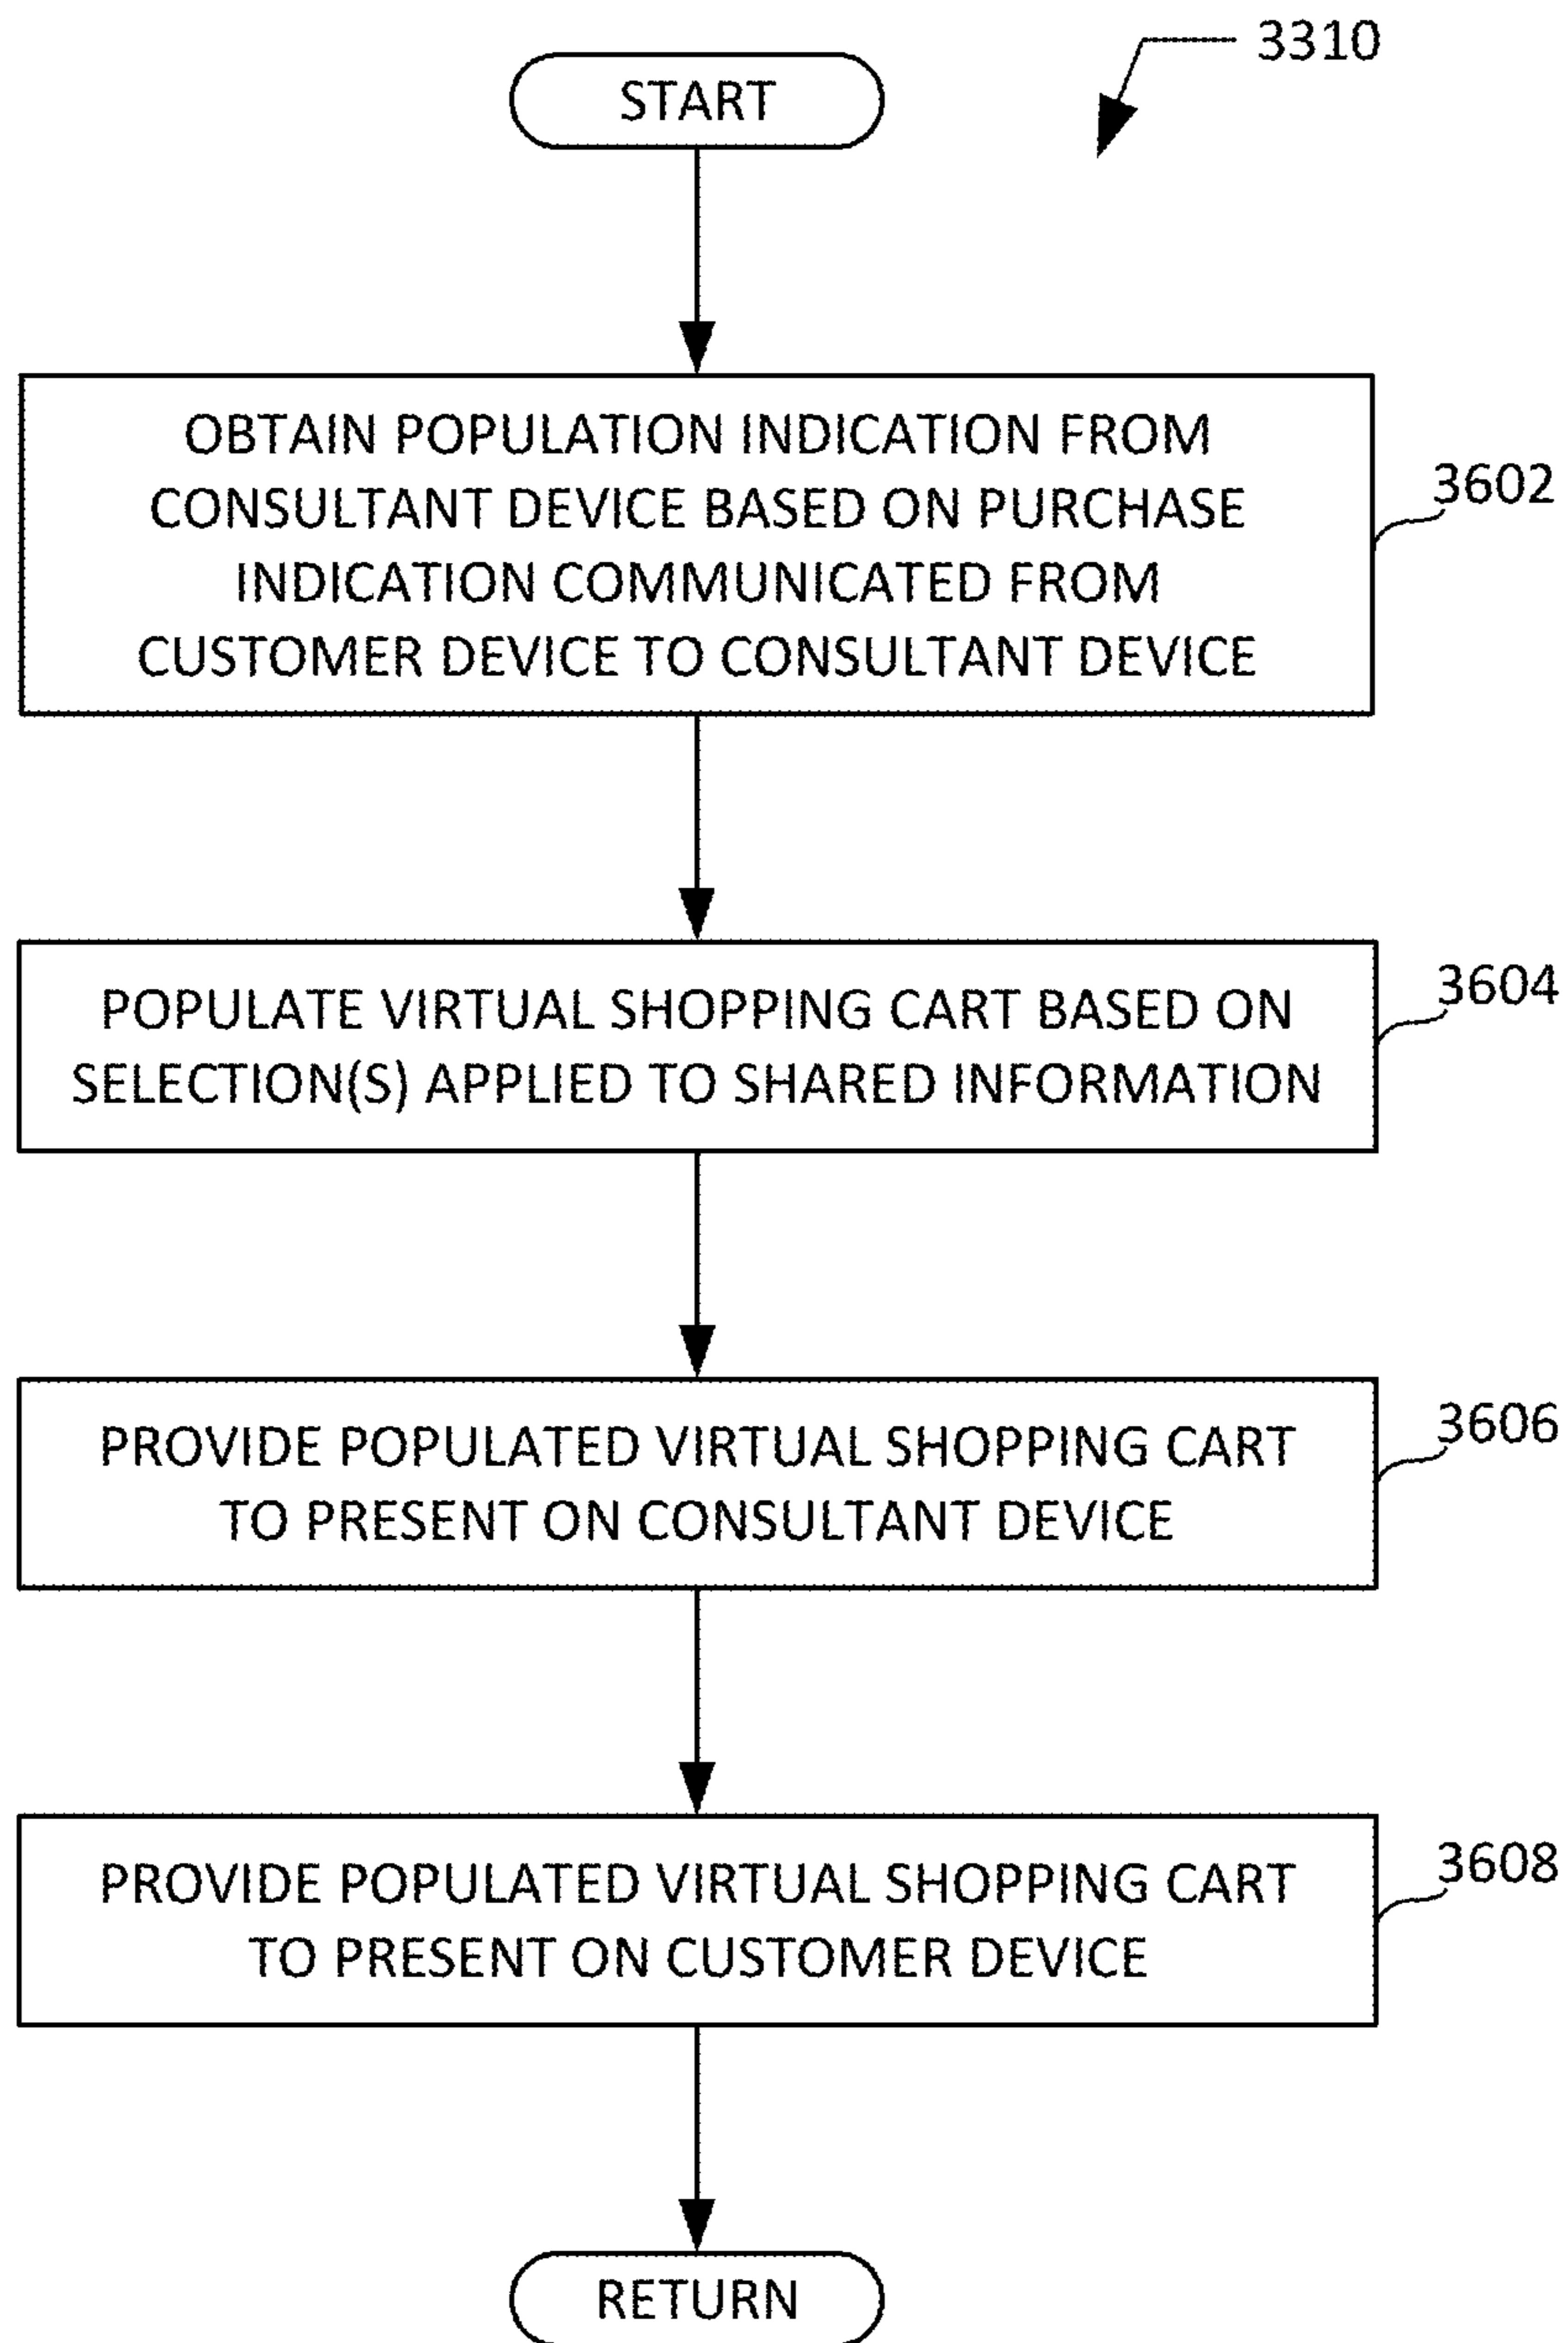 3310
START
OBTAIN POPULATION INDICATION FROM
CONSULTANT DEVICE BASED ON PURCHASE
INDICATION COMMUNICATED FROM
CUSTOMER DEVICE TO CONSULTANT DEVICE
3602
POPULATE VIRTUAL SHOPPING CART BASED ON
SELECTION(S) APPLIED TO SHARED INFORMATION
3604
PROVIDE POPULATED VIRTUAL SHOPPING CART
TO PRESENT ON CONSULTANT DEVICE
3606
PROVIDE POPULATED VIRTUAL SHOPPING CART
TO PRESENT ON CUSTOMER DEVICE
3608
RETURN